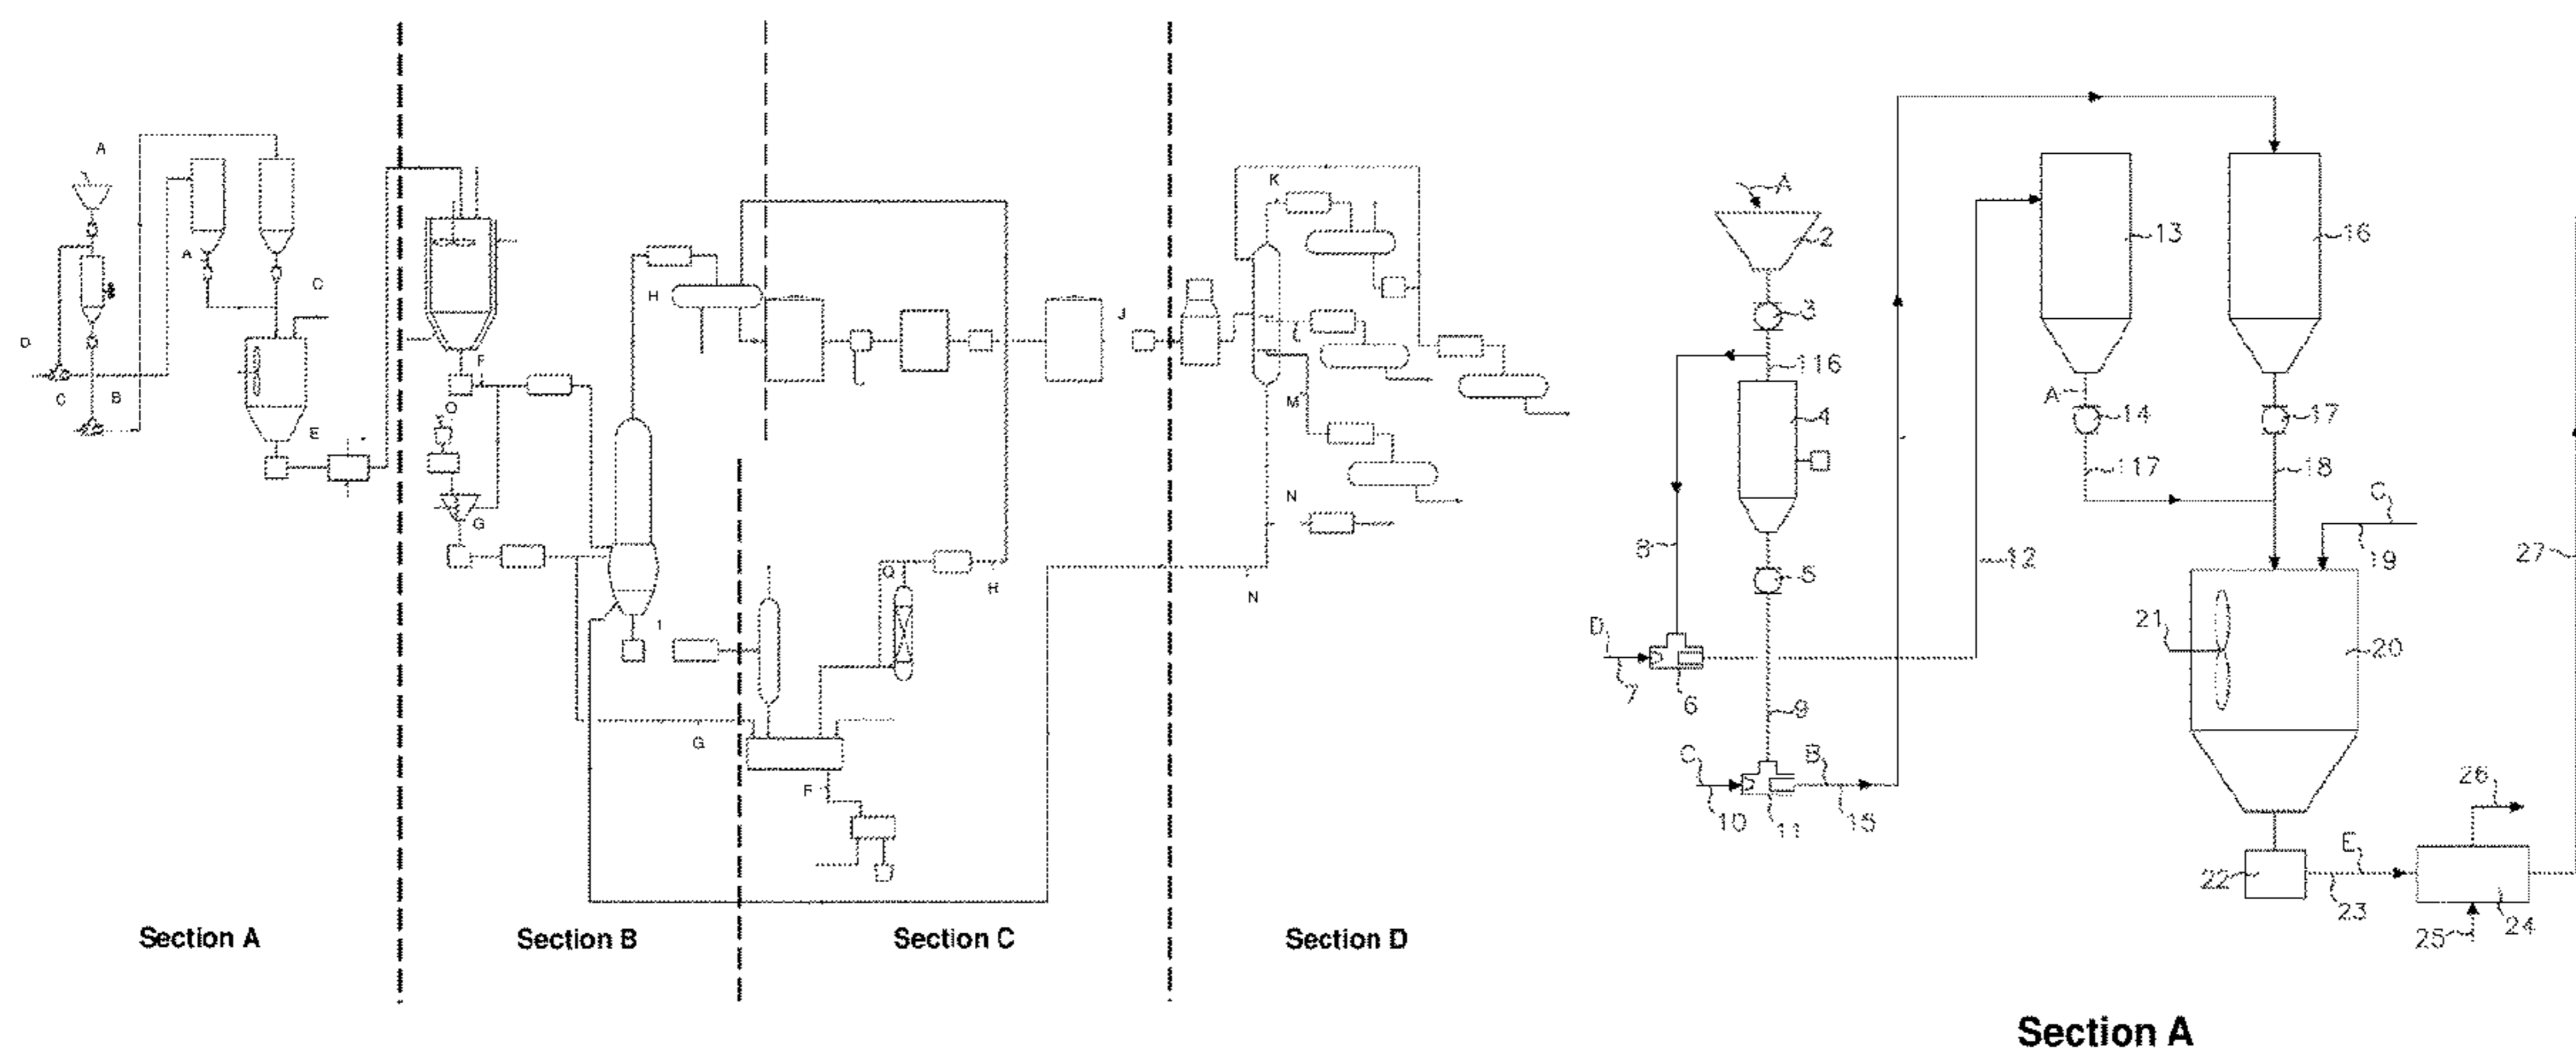 A
A
C
D
C
B
E
F
O
G
H
I
G
Q
R
F
J
K
L
M
N
N
Section A
Section B
Section C
Section D
A
2
3
116
4
8
5
D
7
6
9
C
B
10
11
15
12
13
16
A
14
17
117
18
C
19
27
21
20
26
E
22
23
24
25
Section A